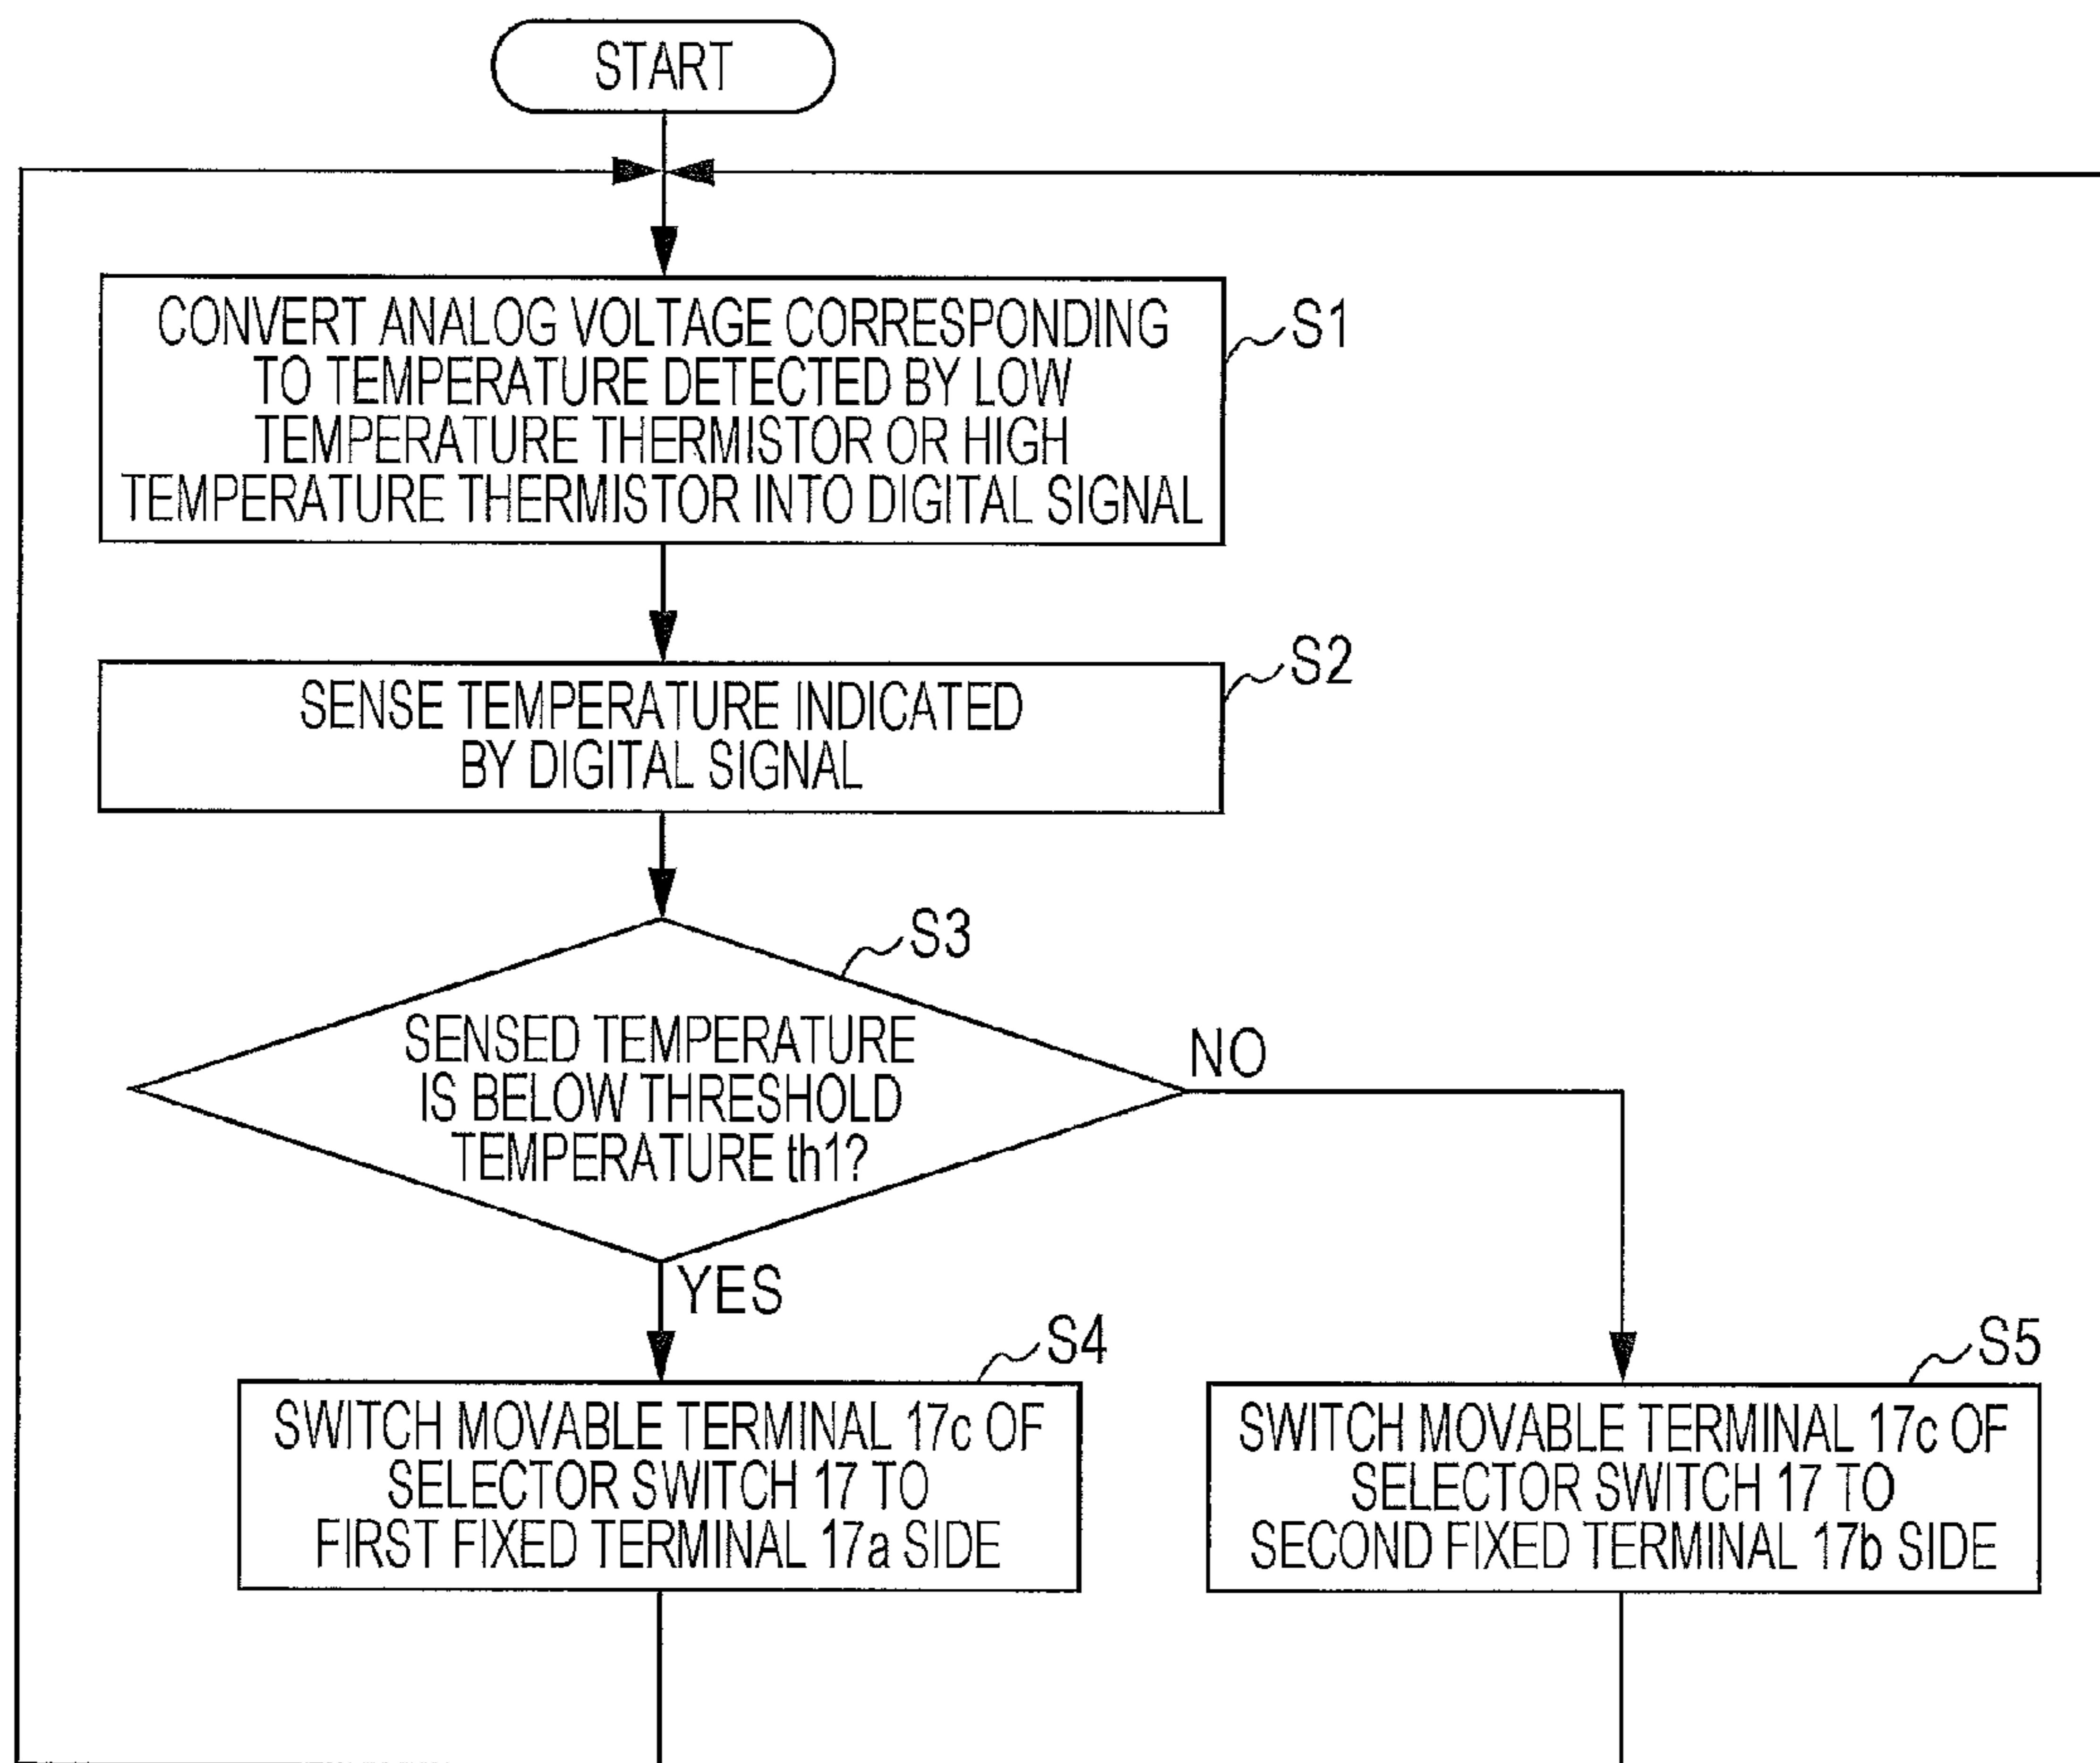 START
CONVERT ANALOG VOLTAGE CORRESPONDING
TO TEMPERATURE DETECTED BY LOW
TEMPERATURE THERMISTOR OR HIGH
TEMPERATURE THERMISTOR INTO DIGITAL SIGNAL
S1
SENSE TEMPERATURE INDICATED
BY DIGITAL SIGNAL
S2
SENSED TEMPERATURE
IS BELOW THRESHOLD
TEMPERATURE th1?
S3
NO
YES
SWITCH MOVABLE TERMINAL 17c OF
SELECTOR SWITCH 17 TO
FIRST FIXED TERMINAL 17a SIDE
S4
SWITCH MOVABLE TERMINAL 17c OF
SELECTOR SWITCH 17 TO
SECOND FIXED TERMINAL 17b SIDE
S5